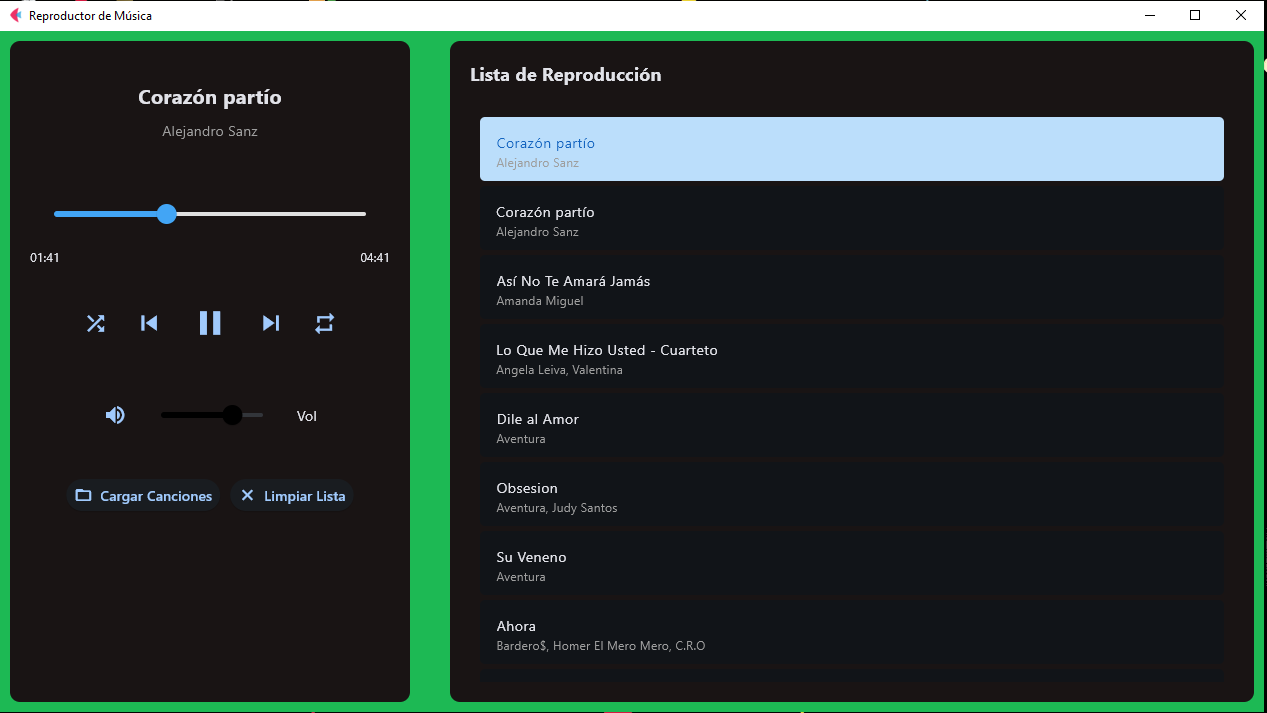 Reproductor de Música
Corazón partío
Alejandro Sanz
01:41
04:41
Vol
Cargar Canciones
Limpiar Lista
Lista de Reproducción
Corazón partío
Alejandro Sanz
Corazón partío
Alejandro Sanz
Así No Te Amará Jamás
Amanda Miguel
Lo Que Me Hizo Usted - Cuarteto
Angela Leiva, Valentina
Dile al Amor
Aventura
Obsesion
Aventura, Judy Santos
Su Veneno
Aventura
Ahora
Bardero$, Homer El Mero Mero, C.R.O